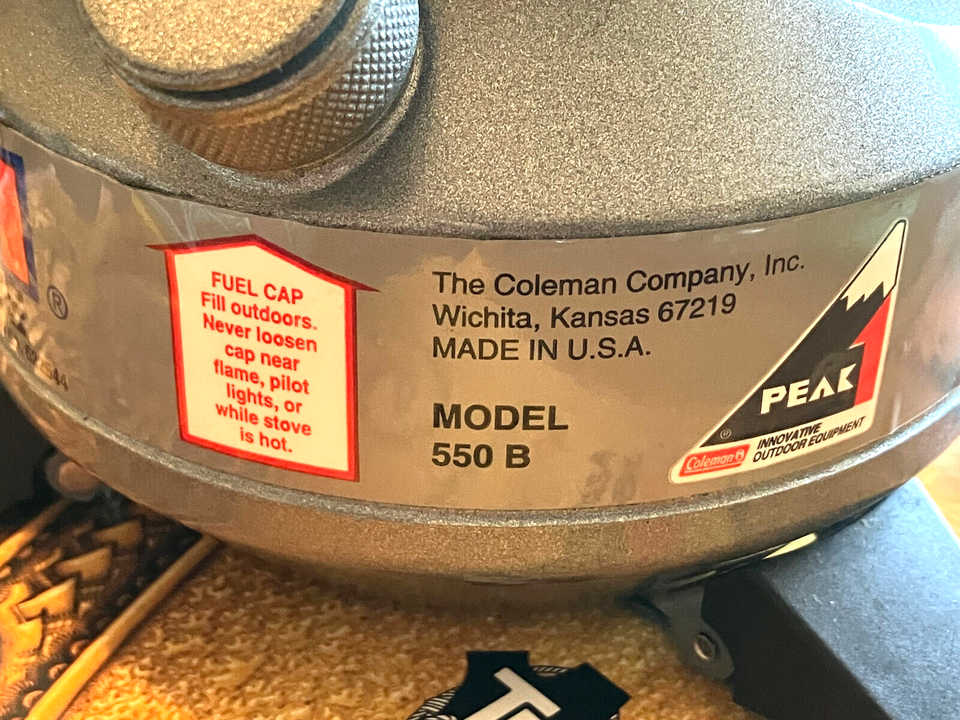 ®
FUEL CAP
Fill outdoors.
Never loosen
cap near
flame, pilot
lights, or
while stove
is hot.
The Coleman Company, Inc.
Wichita, Kansas 67219
MADE IN U.S.A.
MODEL
550 B
PEAK
®
Coleman
INNOVATIVE
OUTDOOR EQUIPMENT